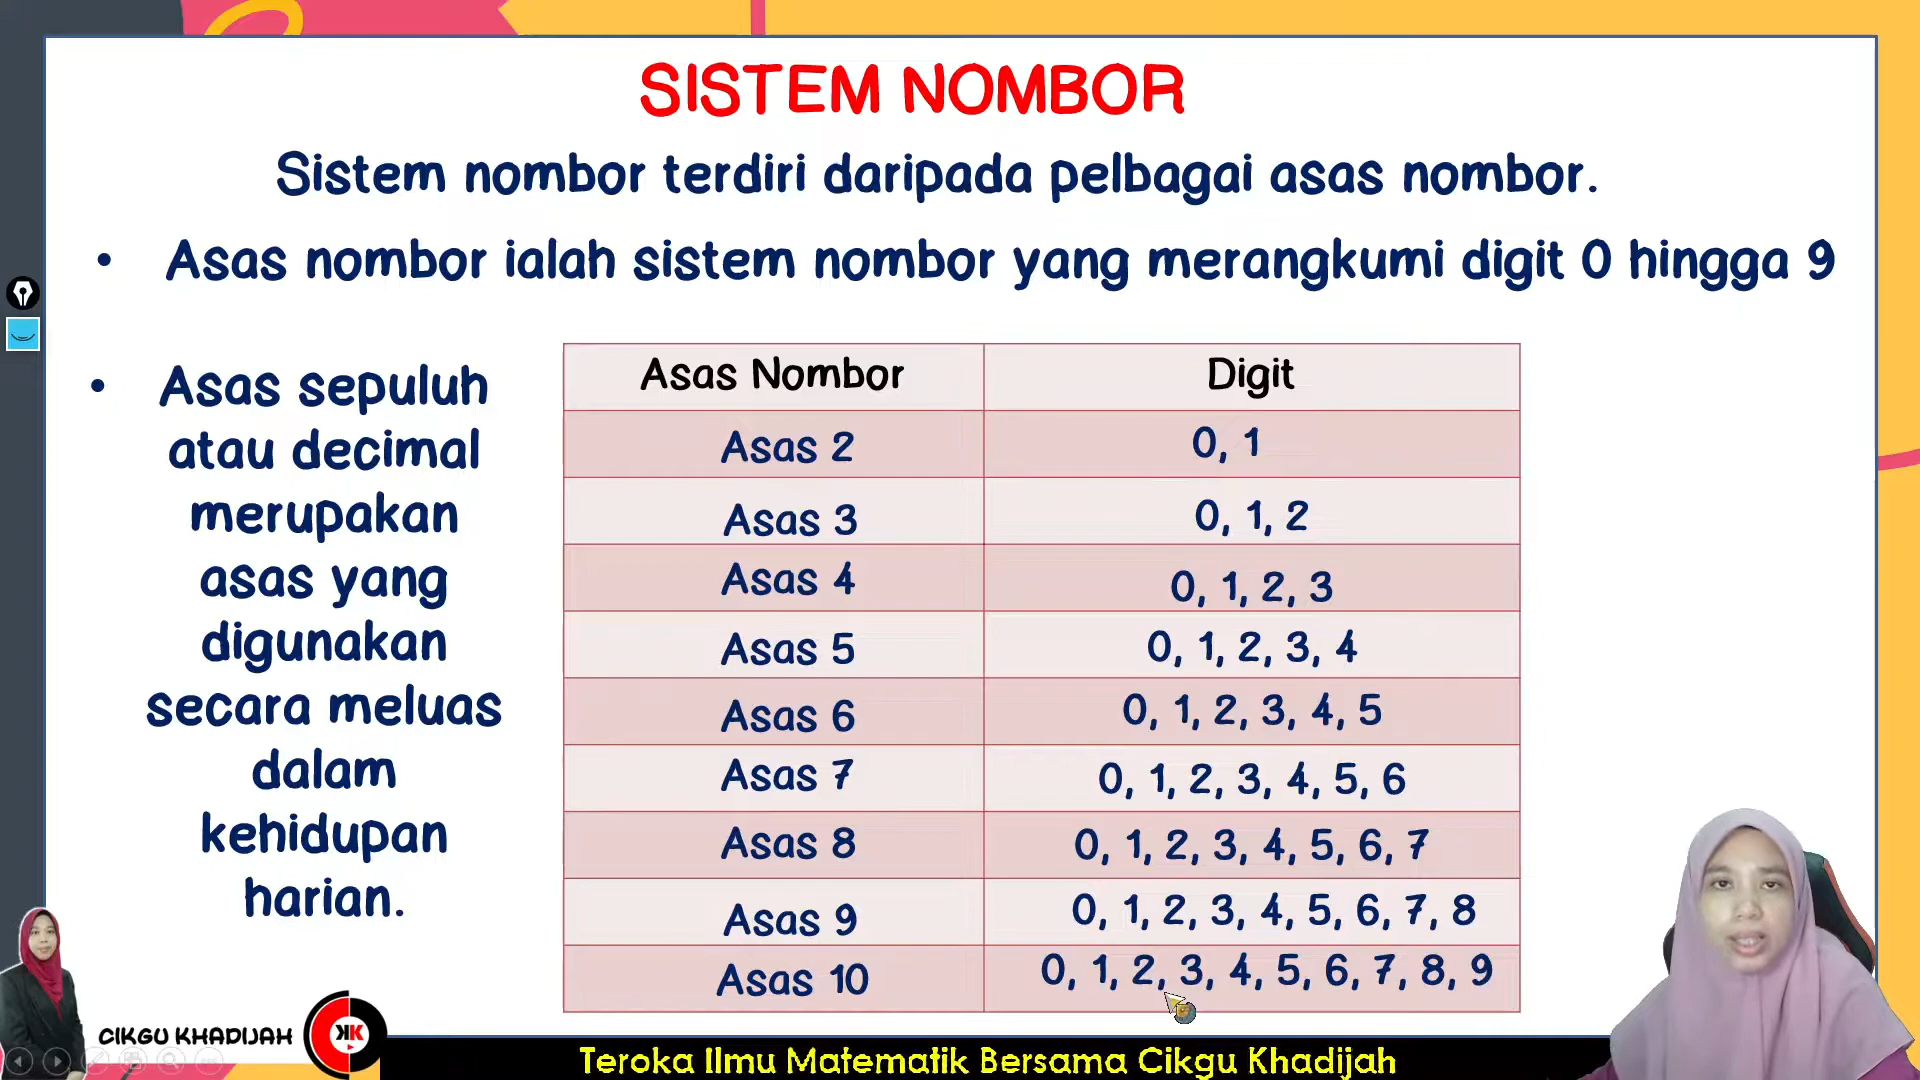 SISTEM NOMBOR
Sistem nombor terdiri daripada pelbagai asas nombor.
• Asas nombor ialah sistem nombor yang merangkumi digit 0 hingga 9
• Asas sepuluh
atau decimal
merupakan
asas yang
digunakan
secara meluas
dalam
kehidupan
harian.
Asas Nombor Digit
Asas 2 0, 1
Asas 3 0, 1, 2
Asas 4 0, 1, 2, 3
Asas 5 0, 1, 2, 3, 4
Asas 6 0, 1, 2, 3, 4, 5
Asas 7 0, 1, 2, 3, 4, 5, 6
Asas 8 0, 1, 2, 3, 4, 5, 6, 7
Asas 9 0, 1, 2, 3, 4, 5, 6, 7, 8
Asas 10 0, 1, 2, 3, 4, 5, 6, 7, 8, 9
CIKGU KHADIJAH
KK
Teroka Ilmu Matematik Bersama Cikgu Khadijah